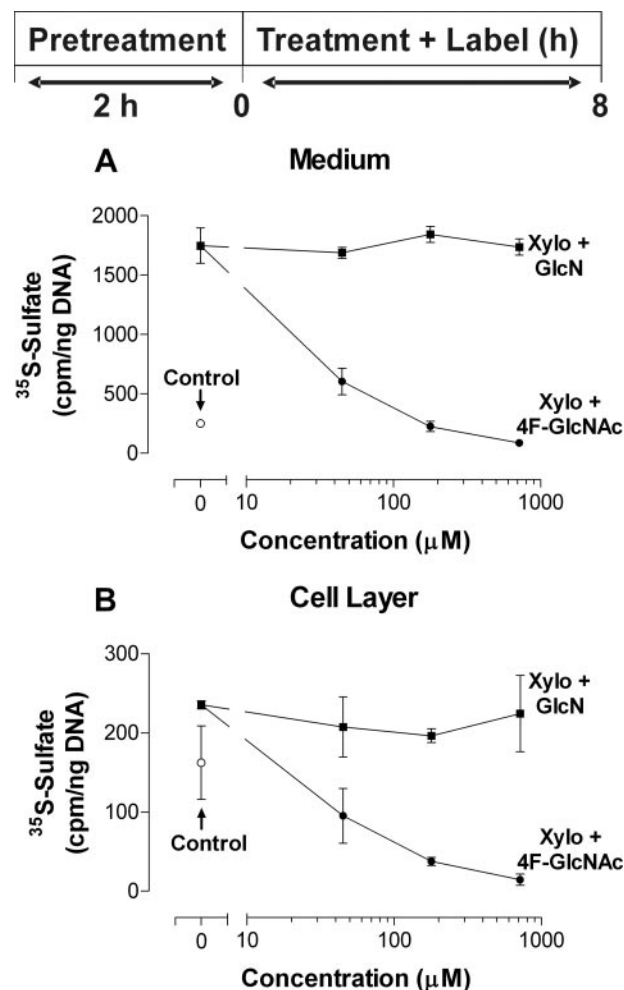 Pretreatment Treatment + Label (h)
2 h 0 8
A Medium
2000
1500
1000
500
0
³⁵S-Sulfate
(cpm/ng DNA)
Xylo +
GlcN
Control
Xylo +
4F-GlcNAc
0 10 100 1000
Concentration (μM)
B Cell Layer
300
200
100
0
³⁵S-Sulfate
(cpm/ng DNA)
Xylo +
GlcN
Control
Xylo +
4F-GlcNAc
0 10 100 1000
Concentration (μM)